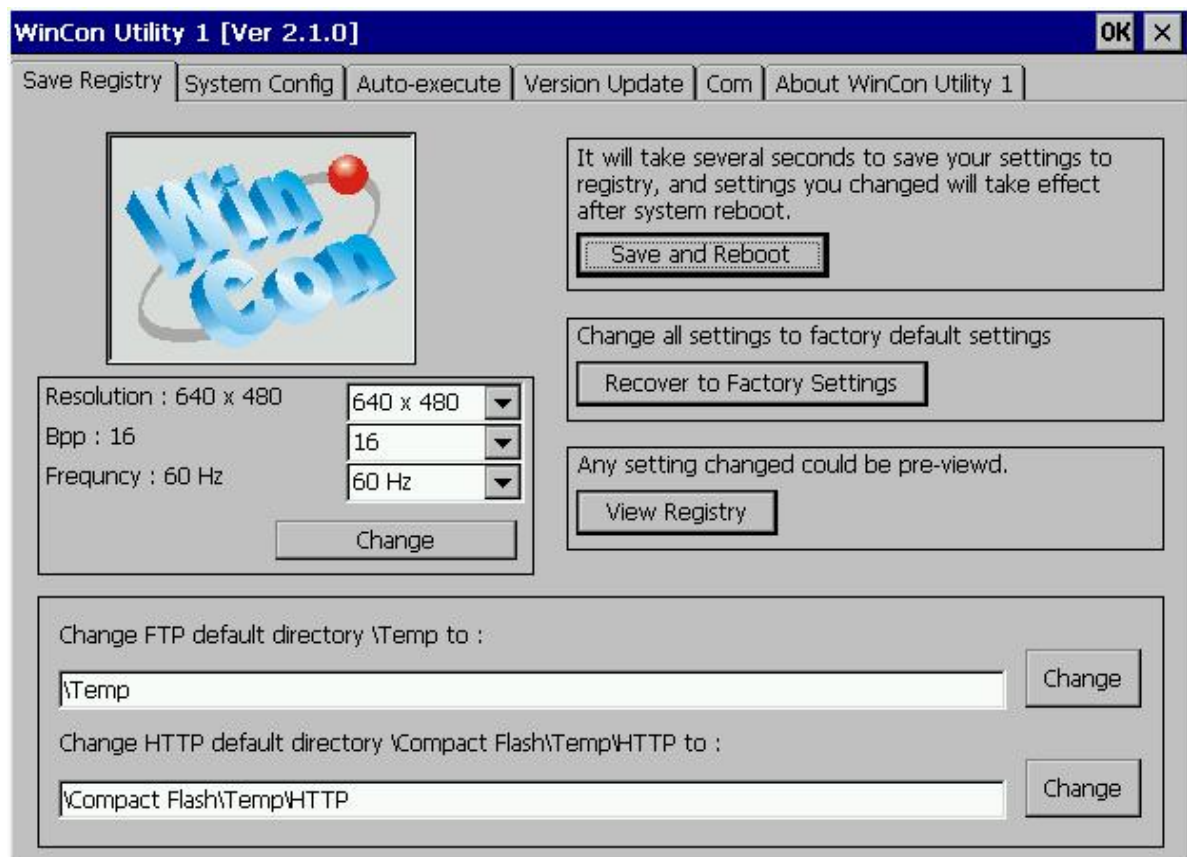 WinCon Utility 1 [Ver 2.1.0]
OK
Save Registry System Config Auto-execute Version Update Com About WinCon Utility 1
Win
Con
It will take several seconds to save your settings to
registry, and settings you changed will take effect
after system reboot.
Save and Reboot
Change all settings to factory default settings
Recover to Factory Settings
Resolution : 640 x 480 640 x 480
Bpp : 16 16
Frequncy : 60 Hz 60 Hz
Change
Any setting changed could be pre-viewd.
View Registry
Change FTP default directory \Temp to :
\Temp
Change
Change HTTP default directory \Compact Flash\Temp\HTTP to :
\Compact Flash\Temp\HTTP
Change